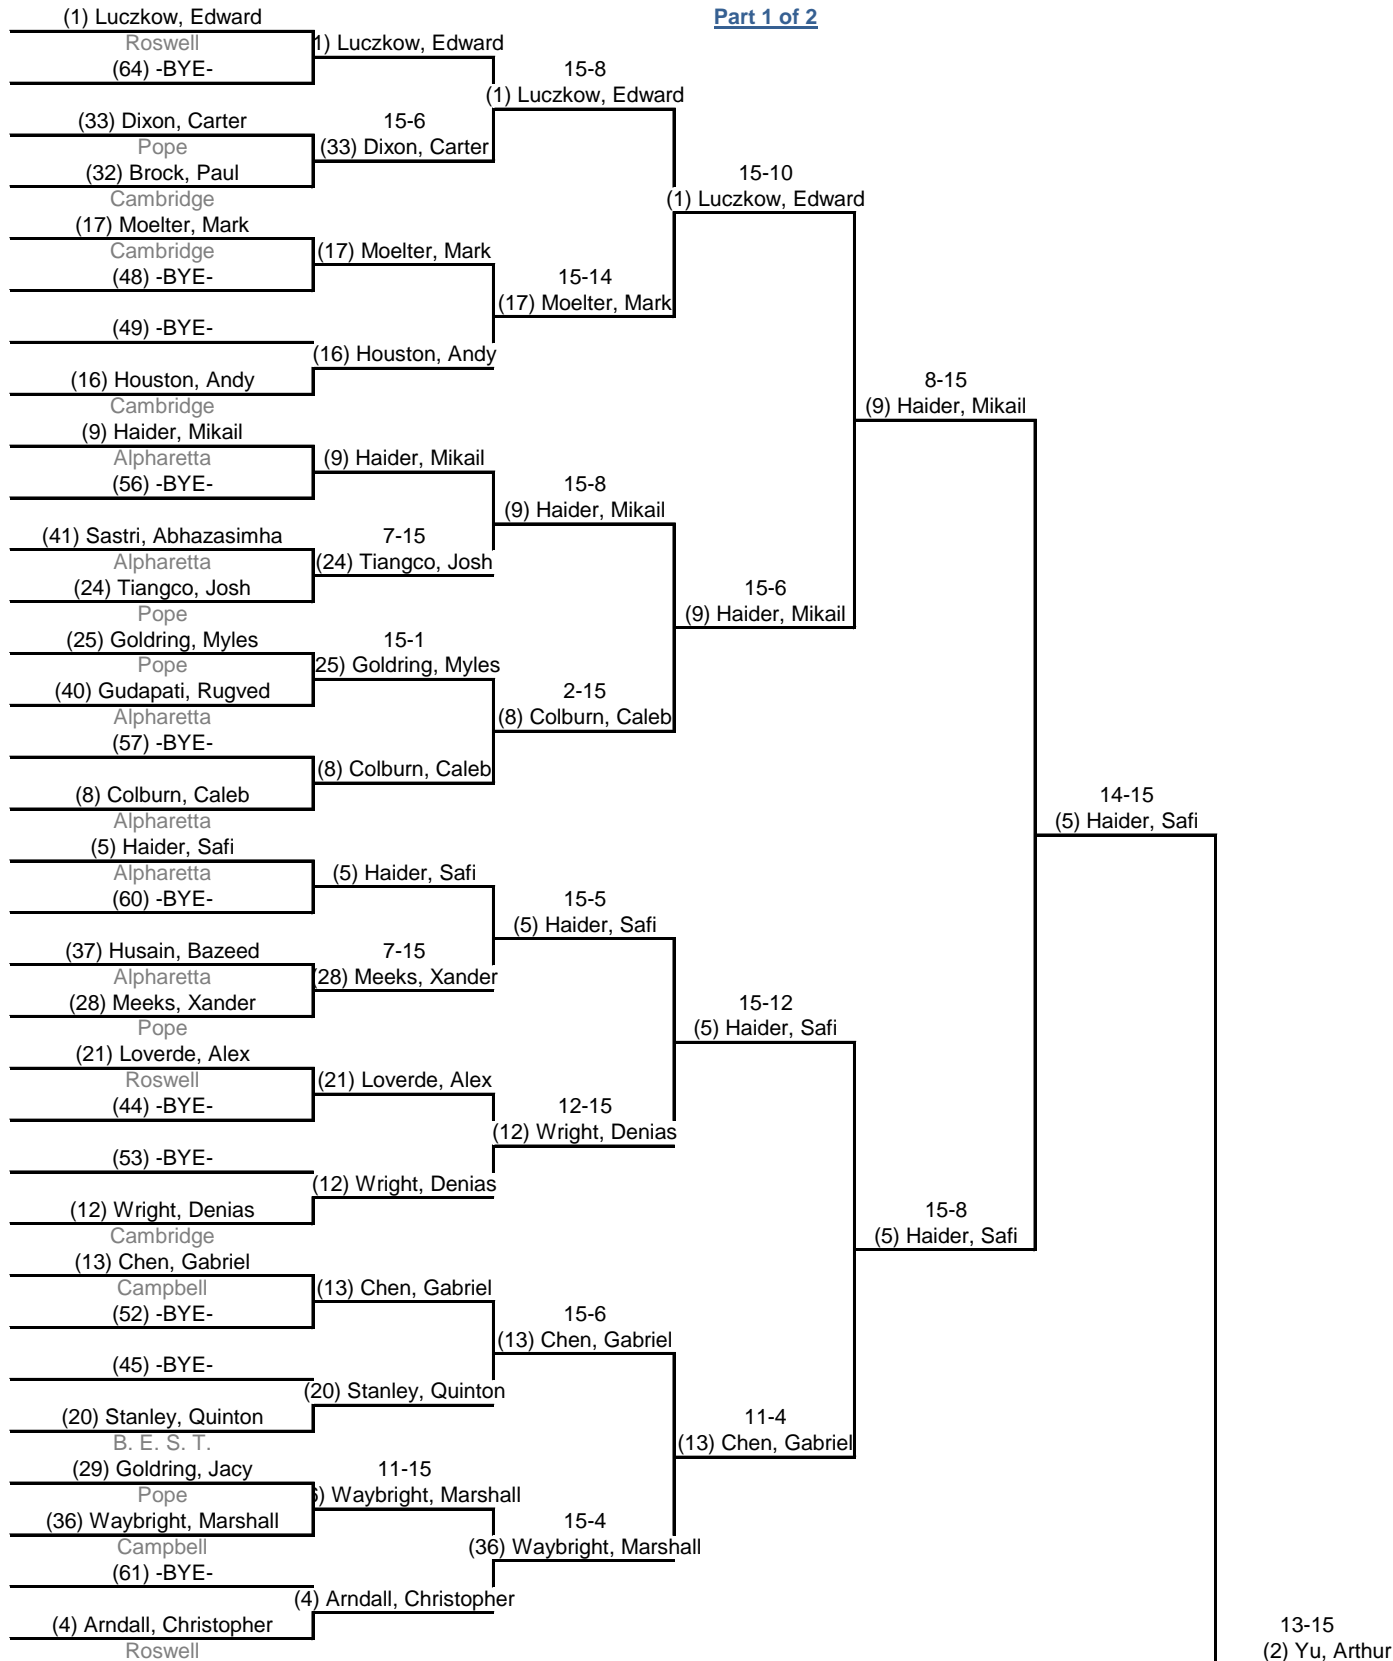 Part 1 of 2
(1) Luczkow, Edward
Roswell
(64) -BYE-
(33) Dixon, Carter
Pope
(32) Brock, Paul
Cambridge
(17) Moelter, Mark
Cambridge
(48) -BYE-
(49) -BYE-
(16) Houston, Andy
Cambridge
(9) Haider, Mikail
Alpharetta
(56) -BYE-
(41) Sastri, Abhazasimha
Alpharetta
(24) Tiangco, Josh
Pope
(25) Goldring, Myles
Pope
(40) Gudapati, Rugved
Alpharetta
(57) -BYE-
(8) Colburn, Caleb
Alpharetta
(5) Haider, Safi
Alpharetta
(60) -BYE-
(37) Husain, Bazeed
Alpharetta
(28) Meeks, Xander
Pope
(21) Loverde, Alex
Roswell
(44) -BYE-
(53) -BYE-
(12) Wright, Denias
Cambridge
(13) Chen, Gabriel
Campbell
(52) -BYE-
(45) -BYE-
(20) Stanley, Quinton
B. E. S. T.
(29) Goldring, Jacy
Pope
(36) Waybright, Marshall
Campbell
(61) -BYE-
(4) Arndall, Christopher
Roswell
1) Luczkow, Edward
15-6
(33) Dixon, Carter
(17) Moelter, Mark
(16) Houston, Andy
(9) Haider, Mikail
7-15
(24) Tiangco, Josh
15-1
25) Goldring, Myles
(8) Colburn, Caleb
(5) Haider, Safi
7-15
(28) Meeks, Xander
(21) Loverde, Alex
(12) Wright, Denias
(13) Chen, Gabriel
(20) Stanley, Quinton
11-15
6) Waybright, Marshall
(4) Arndall, Christopher
15-8
(1) Luczkow, Edward
15-14
(17) Moelter, Mark
15-8
(9) Haider, Mikail
2-15
(8) Colburn, Caleb
15-5
(5) Haider, Safi
12-15
(12) Wright, Denias
15-6
(13) Chen, Gabriel
15-4
(36) Waybright, Marshall
15-10
(1) Luczkow, Edward
15-6
(9) Haider, Mikail
15-12
(5) Haider, Safi
11-4
(13) Chen, Gabriel
8-15
(9) Haider, Mikail
15-8
(5) Haider, Safi
14-15
(5) Haider, Safi
13-15
(2) Yu, Arthur